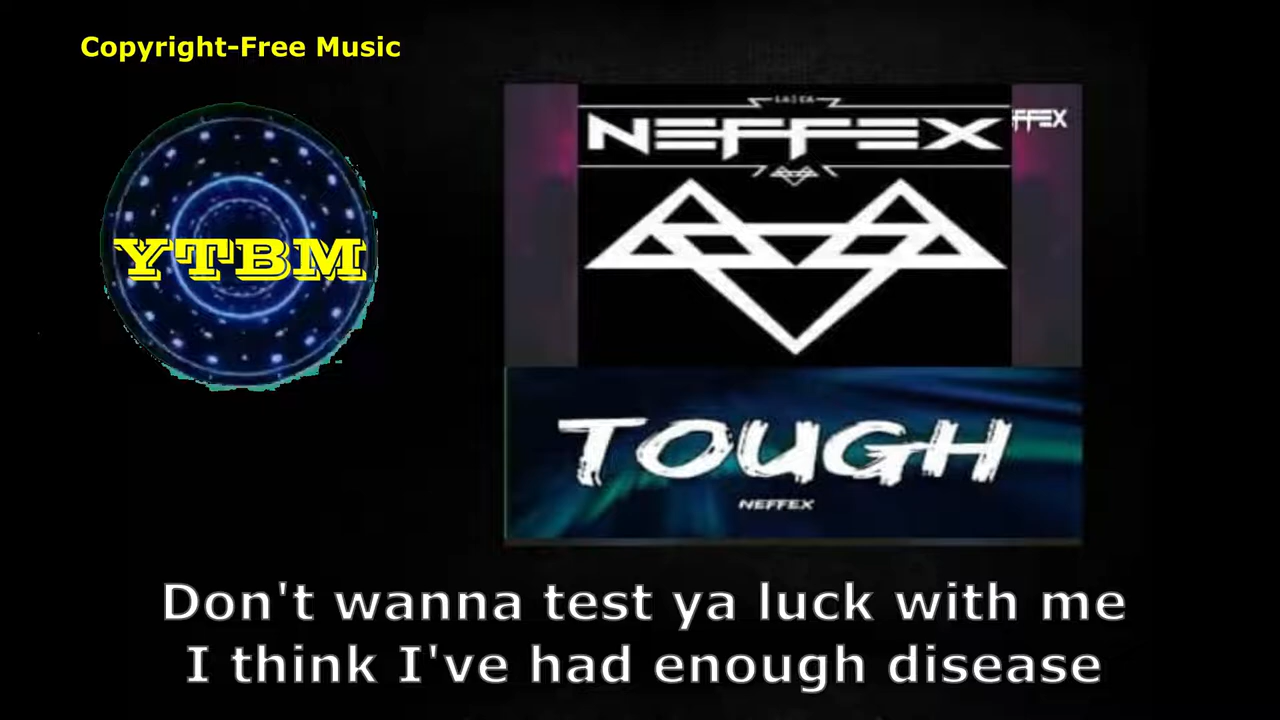 Copyright-Free Music
YTBM
NEFFEX
EFFEX
TOUGH
NEFFEX
Don't wanna test ya luck with me
I think I've had enough disease